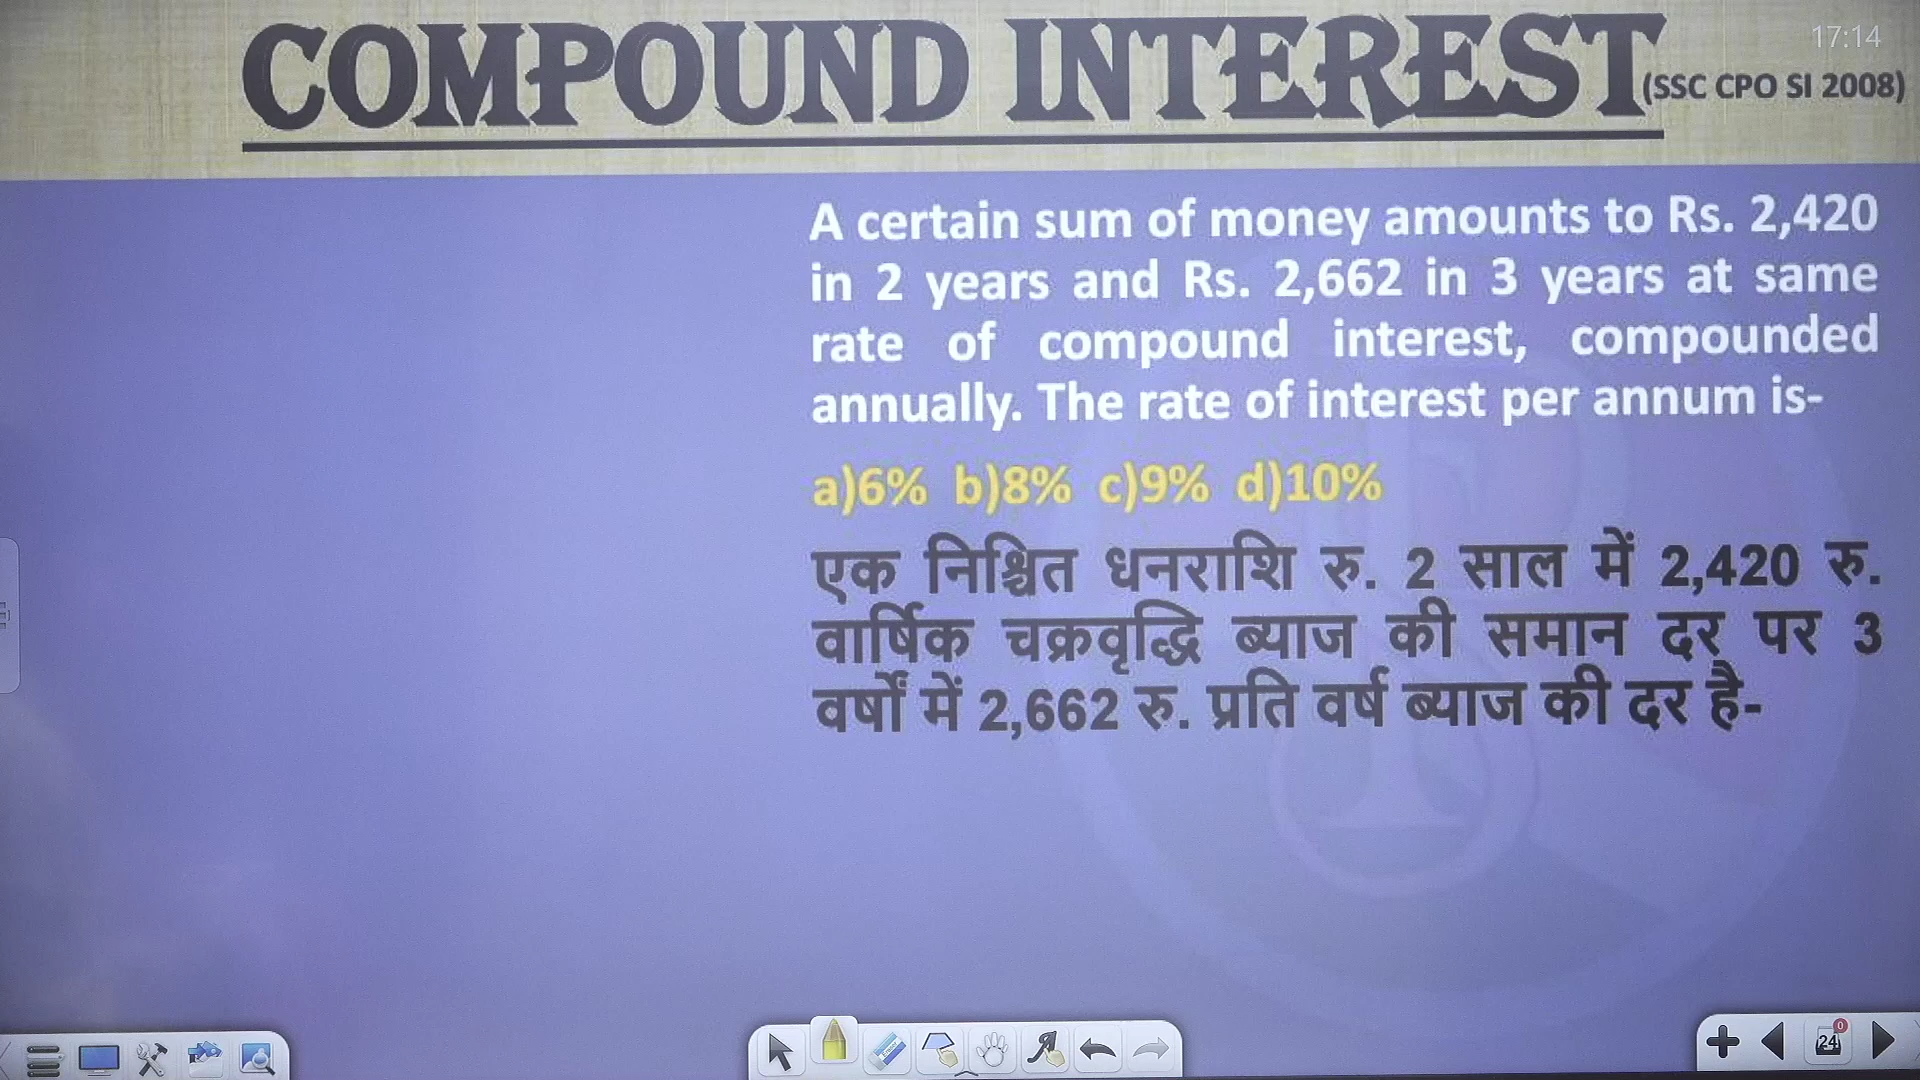 COMPOUND INTEREST
17:14
(SSC CPO SI 2008)
A certain sum of money amounts to Rs. 2,420
in 2 years and Rs. 2,662 in 3 years at same
rate of compound interest, compounded
annually. The rate of interest per annum is-
a)6% b)8% c)9% d)10%
एक निश्चित धनराशि रु. 2 साल में 2,420 रु.
वार्षिक चक्रवृद्धि ब्याज की समान दर पर 3
वर्षों में 2,662 रु. प्रति वर्ष ब्याज की दर है-
24
0